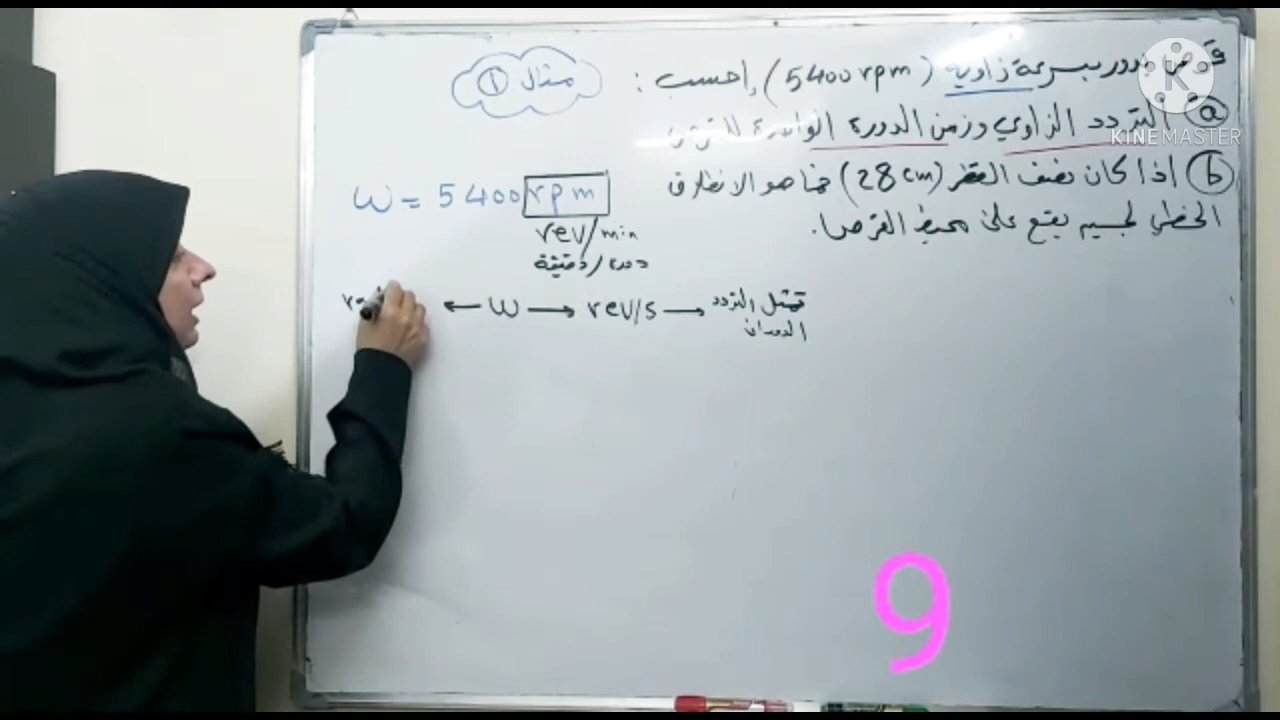 قرص يدور بسرعة زاوية (5400 rpm) احسب :
مثال ①
ⓐ التردد الزاوي وزمن الدورة الواحدة للقرص
ⓑ اذا كان نصف القطر (28 cm) فما هو الانطلاق
الخطي لجسيم يقع على محيط القرص.
ω = 5400 rpm
rev/min
دورة/دقيقة
← ω → rev/s → تمثل التردد
الدوران
K
KINEMASTER
9